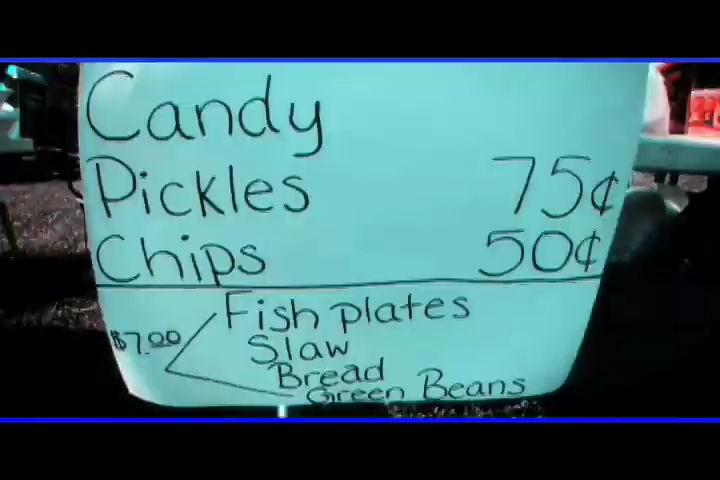 Candy
Pickles 75¢
Chips 50¢
Fish plates
$7.00 Slaw
Bread
Green Beans